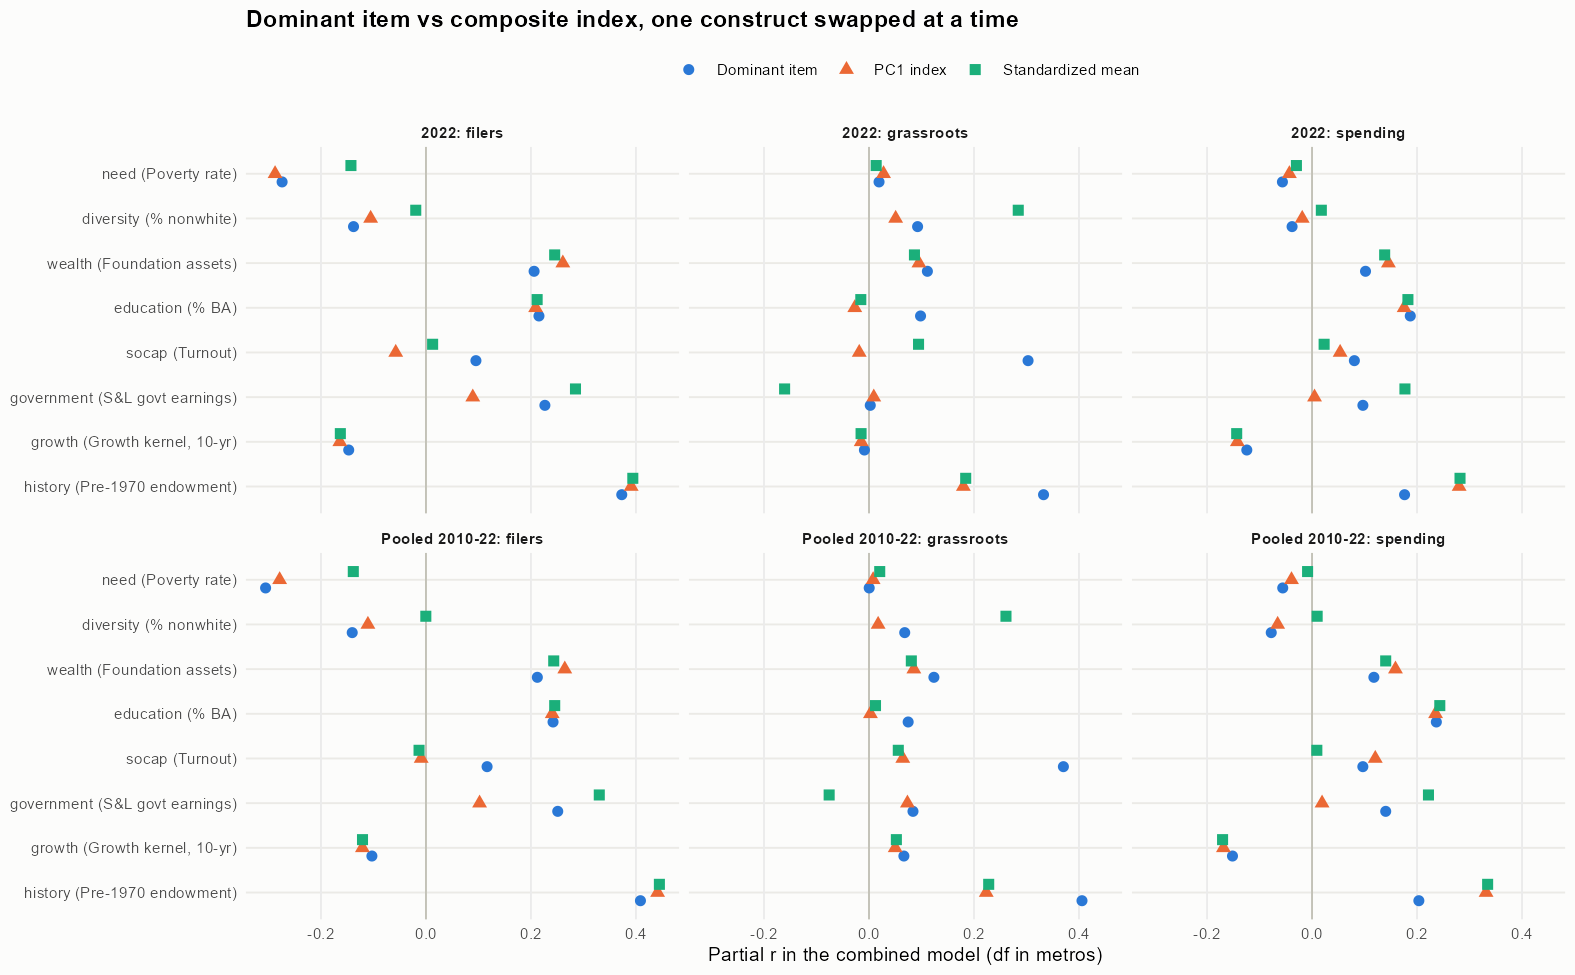 Dominant item vs composite index, one construct swapped at a time
Dominant item PC1 index Standardized mean
2022: filers 2022: grassroots 2022: spending
need (Poverty rate)
diversity (% nonwhite)
wealth (Foundation assets)
education (% BA)
socap (Turnout)
government (S&L govt earnings)
growth (Growth kernel, 10-yr)
history (Pre-1970 endowment)
Pooled 2010-22: filers Pooled 2010-22: grassroots Pooled 2010-22: spending
need (Poverty rate)
diversity (% nonwhite)
wealth (Foundation assets)
education (% BA)
socap (Turnout)
government (S&L govt earnings)
growth (Growth kernel, 10-yr)
history (Pre-1970 endowment)
-0.2 0.0 0.2 0.4 -0.2 0.0 0.2 0.4 -0.2 0.0 0.2 0.4
Partial r in the combined model (df in metros)